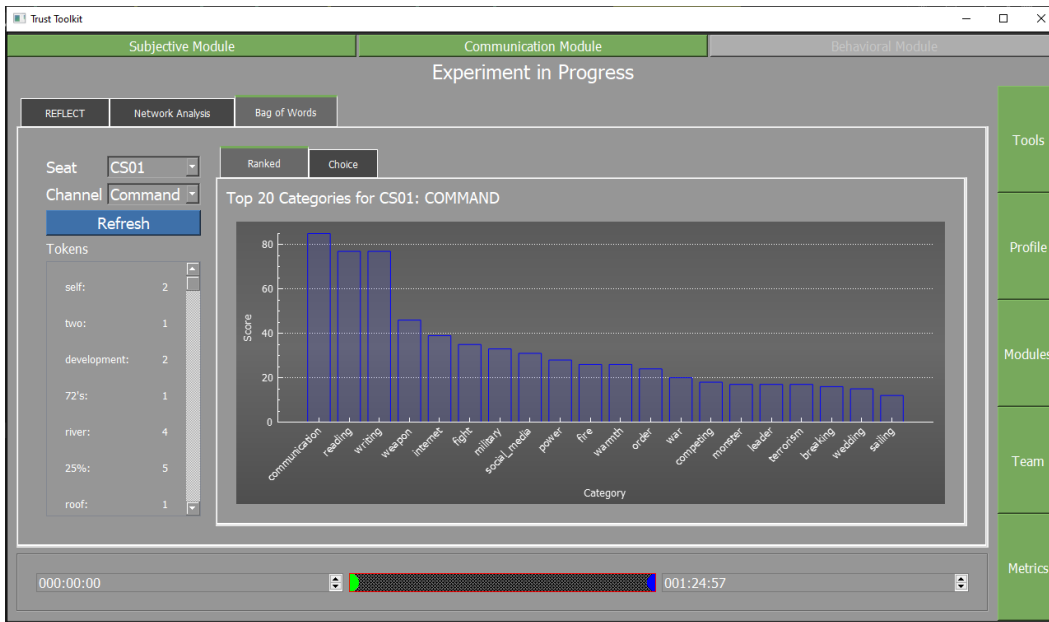 Trust Toolkit
Subjective Module
Communication Module
Behavioral Module
Experiment in Progress
REFLECT
Network Analysis
Bag of Words
Tools
Profile
Modules
Team
Metrics
Seat CS01
Channel Command
Refresh
Tokens
self: 2
two: 1
development: 2
72's: 1
river: 4
25%: 5
roof: 1
Ranked
Choice
Top 20 Categories for CS01: COMMAND
Score
80
60
40
20
0
communication
reading
writing
weapon
internet
fight
military
social_media
power
fire
warmth
order
war
competing
monster
leader
terrorism
breaking
wedding
sailing
Category
000:00:00
001:24:57